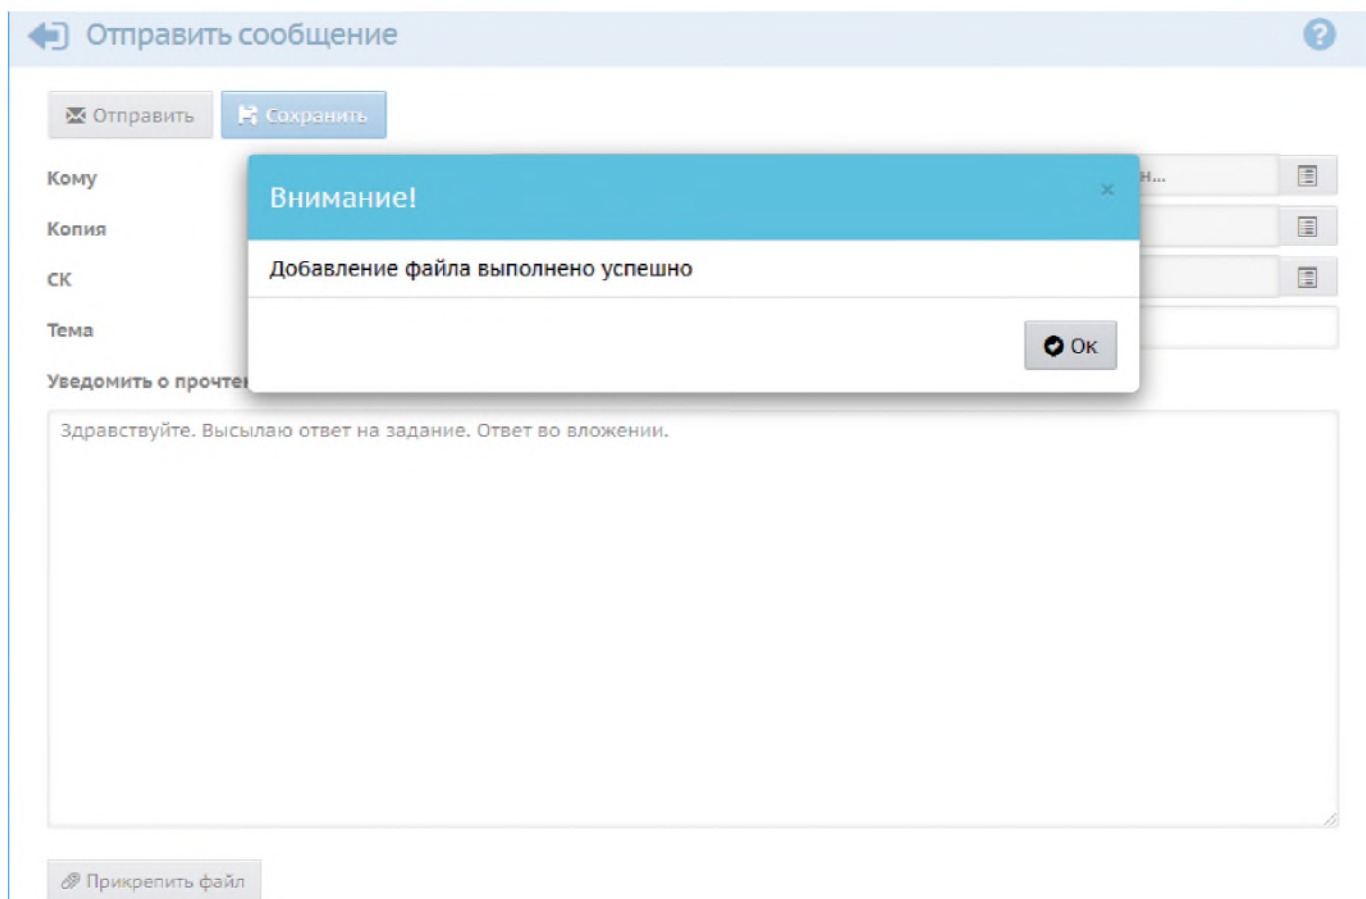 Отправить сообщение
Отправить Сохранить
Внимание!
Кому н...
Копия
Добавление файла выполнено успешно
СК
Тема
Ок
Уведомить о
Здравствуйте. Высылаю ответ на задание. Ответ во вложении.
Прикрепить файл